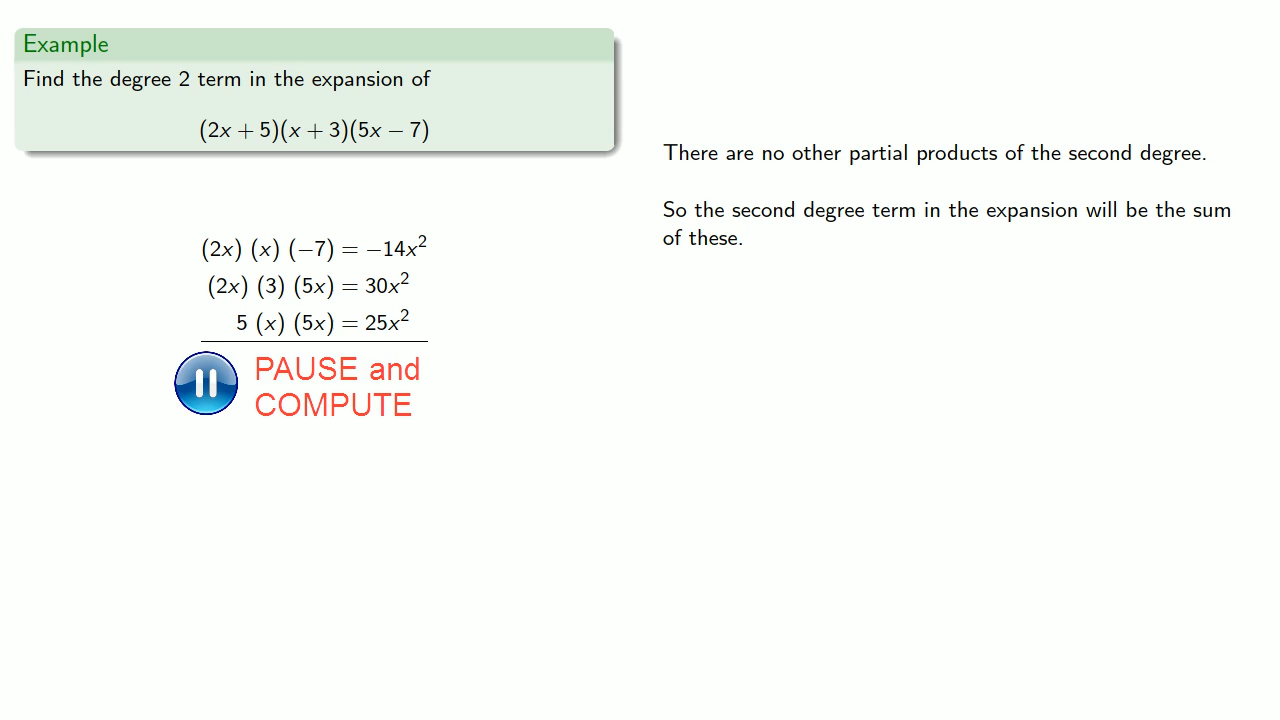 Example
Find the degree 2 term in the expansion of
(2x + 5)(x + 3)(5x − 7)
(2x) (x) (−7) = −14x²
(2x) (3) (5x) = 30x²
5 (x) (5x) = 25x²
PAUSE and
COMPUTE
There are no other partial products of the second degree.
So the second degree term in the expansion will be the sum
of these.